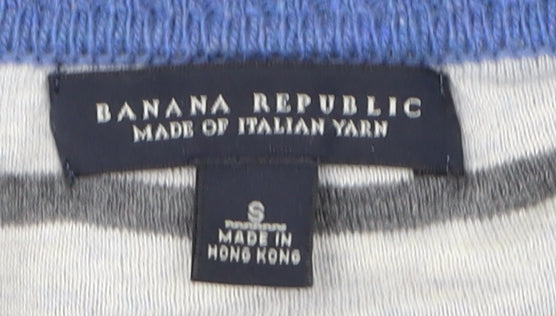 BANANA REPUBLIC
MADE OF ITALIAN YARN
S
MADE IN
HONG KONG